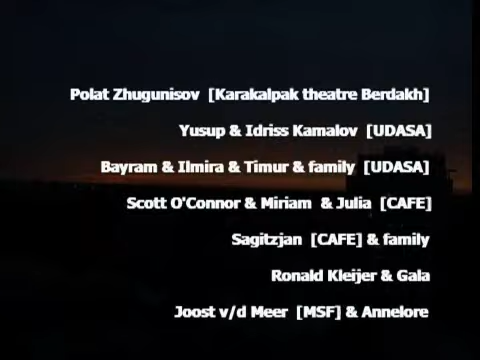 Polat Zhugunisov [Karakalpak theatre Berdakh]
Yusup & Idriss Kamalov [UDASA]
Bayram & Ilmira & Timur & family [UDASA]
Scott O'Connor & Miriam & Julia [CAFE]
Sagitzjan [CAFE] & family
Ronald Kleijer & Gala
Joost v/d Meer [MSF] & Annelore